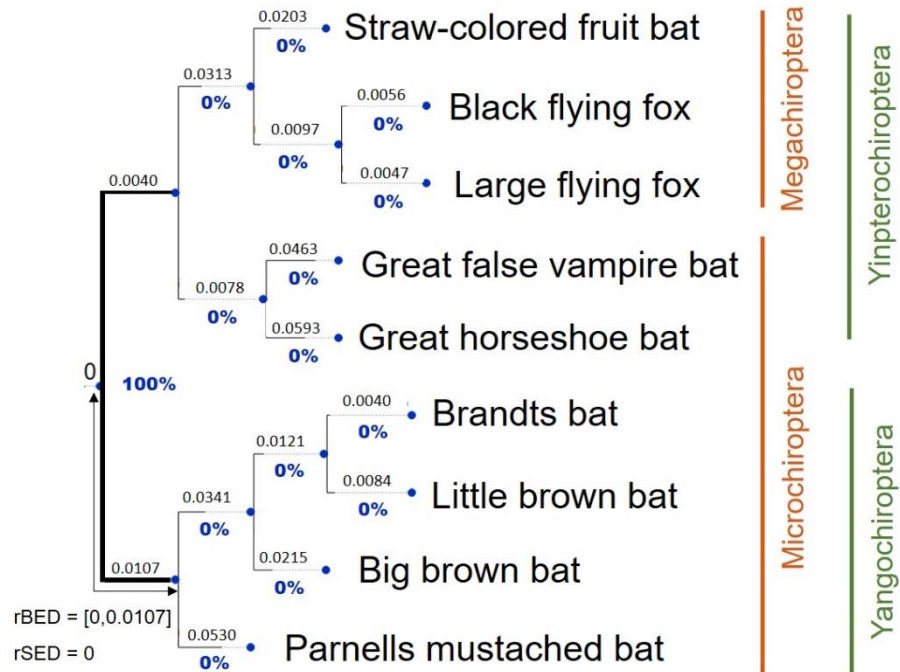 0.0203
0%
Straw-colored fruit bat
0.0313
0%
0.0056
0%
Black flying fox
0.0097
0%
0.0047
0%
Large flying fox
0.0040
0.0463
0%
Great false vampire bat
0.0078
0%
0.0593
0%
Great horseshoe bat
0
100%
0.0040
0%
Brandts bat
0.0121
0%
0.0084
0%
Little brown bat
0.0341
0%
0.0215
0%
Big brown bat
0.0107
rBED = [0,0.0107]
rSED = 0
0.0530
0%
Parnells mustached bat
Megachiroptera
Microchiroptera
Yinpterochiroptera
Yangochiroptera